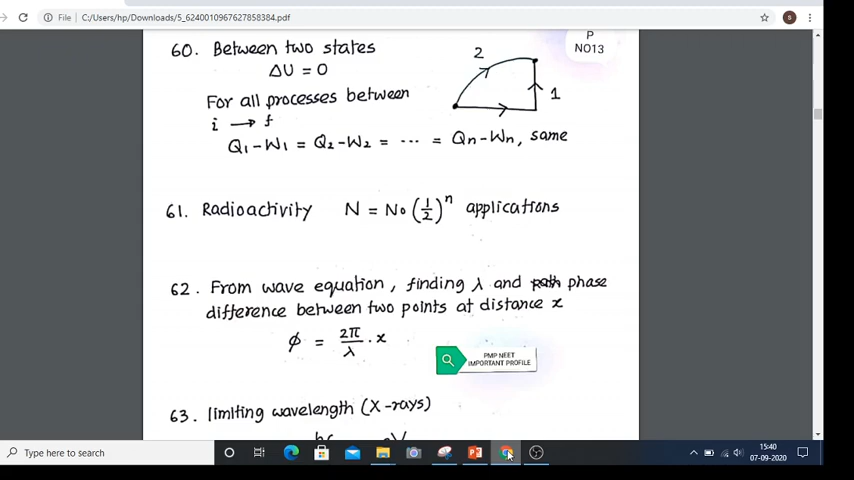 File
C:/Users/hp/Downloads/5_6240010967627858384.pdf
P
NO13
60. Between two states
ΔU = 0
For all processes between
i → f
Q1-W1 = Q2-W2 = ... = Qn-Wn, same
2
1
61. Radioactivity N = No (1/2)^n applications
62. From wave equation, finding λ and phase
difference between two points at distance x
φ = 2π/λ . x
PMP NEET
IMPORTANT PROFILE
63. limiting wavelength (X-rays)
Type here to search
15:40
07-09-2020